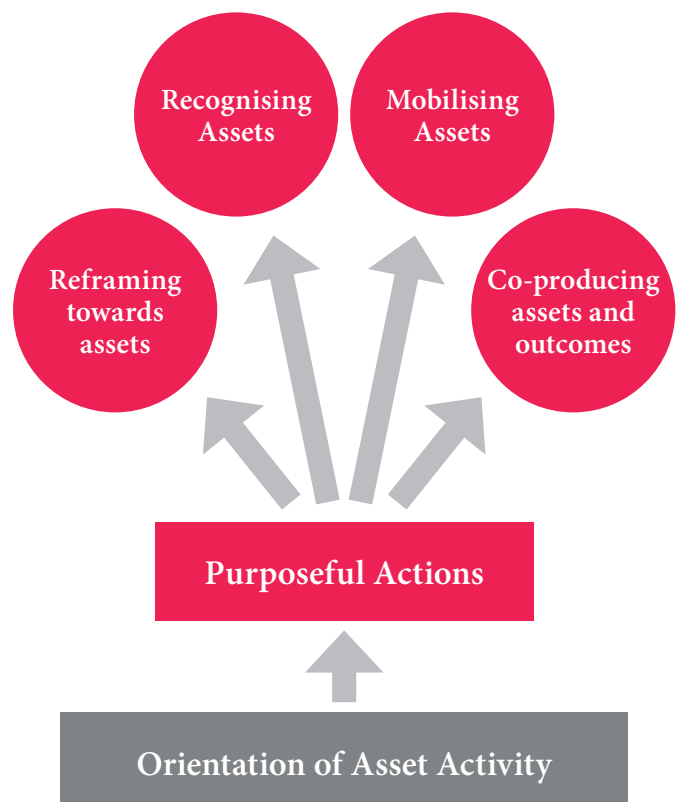 Recognising
Assets
Mobilising
Assets
Reframing
towards
assets
Co-producing
assets and
outcomes
Purposeful Actions
Orientation of Asset Activity